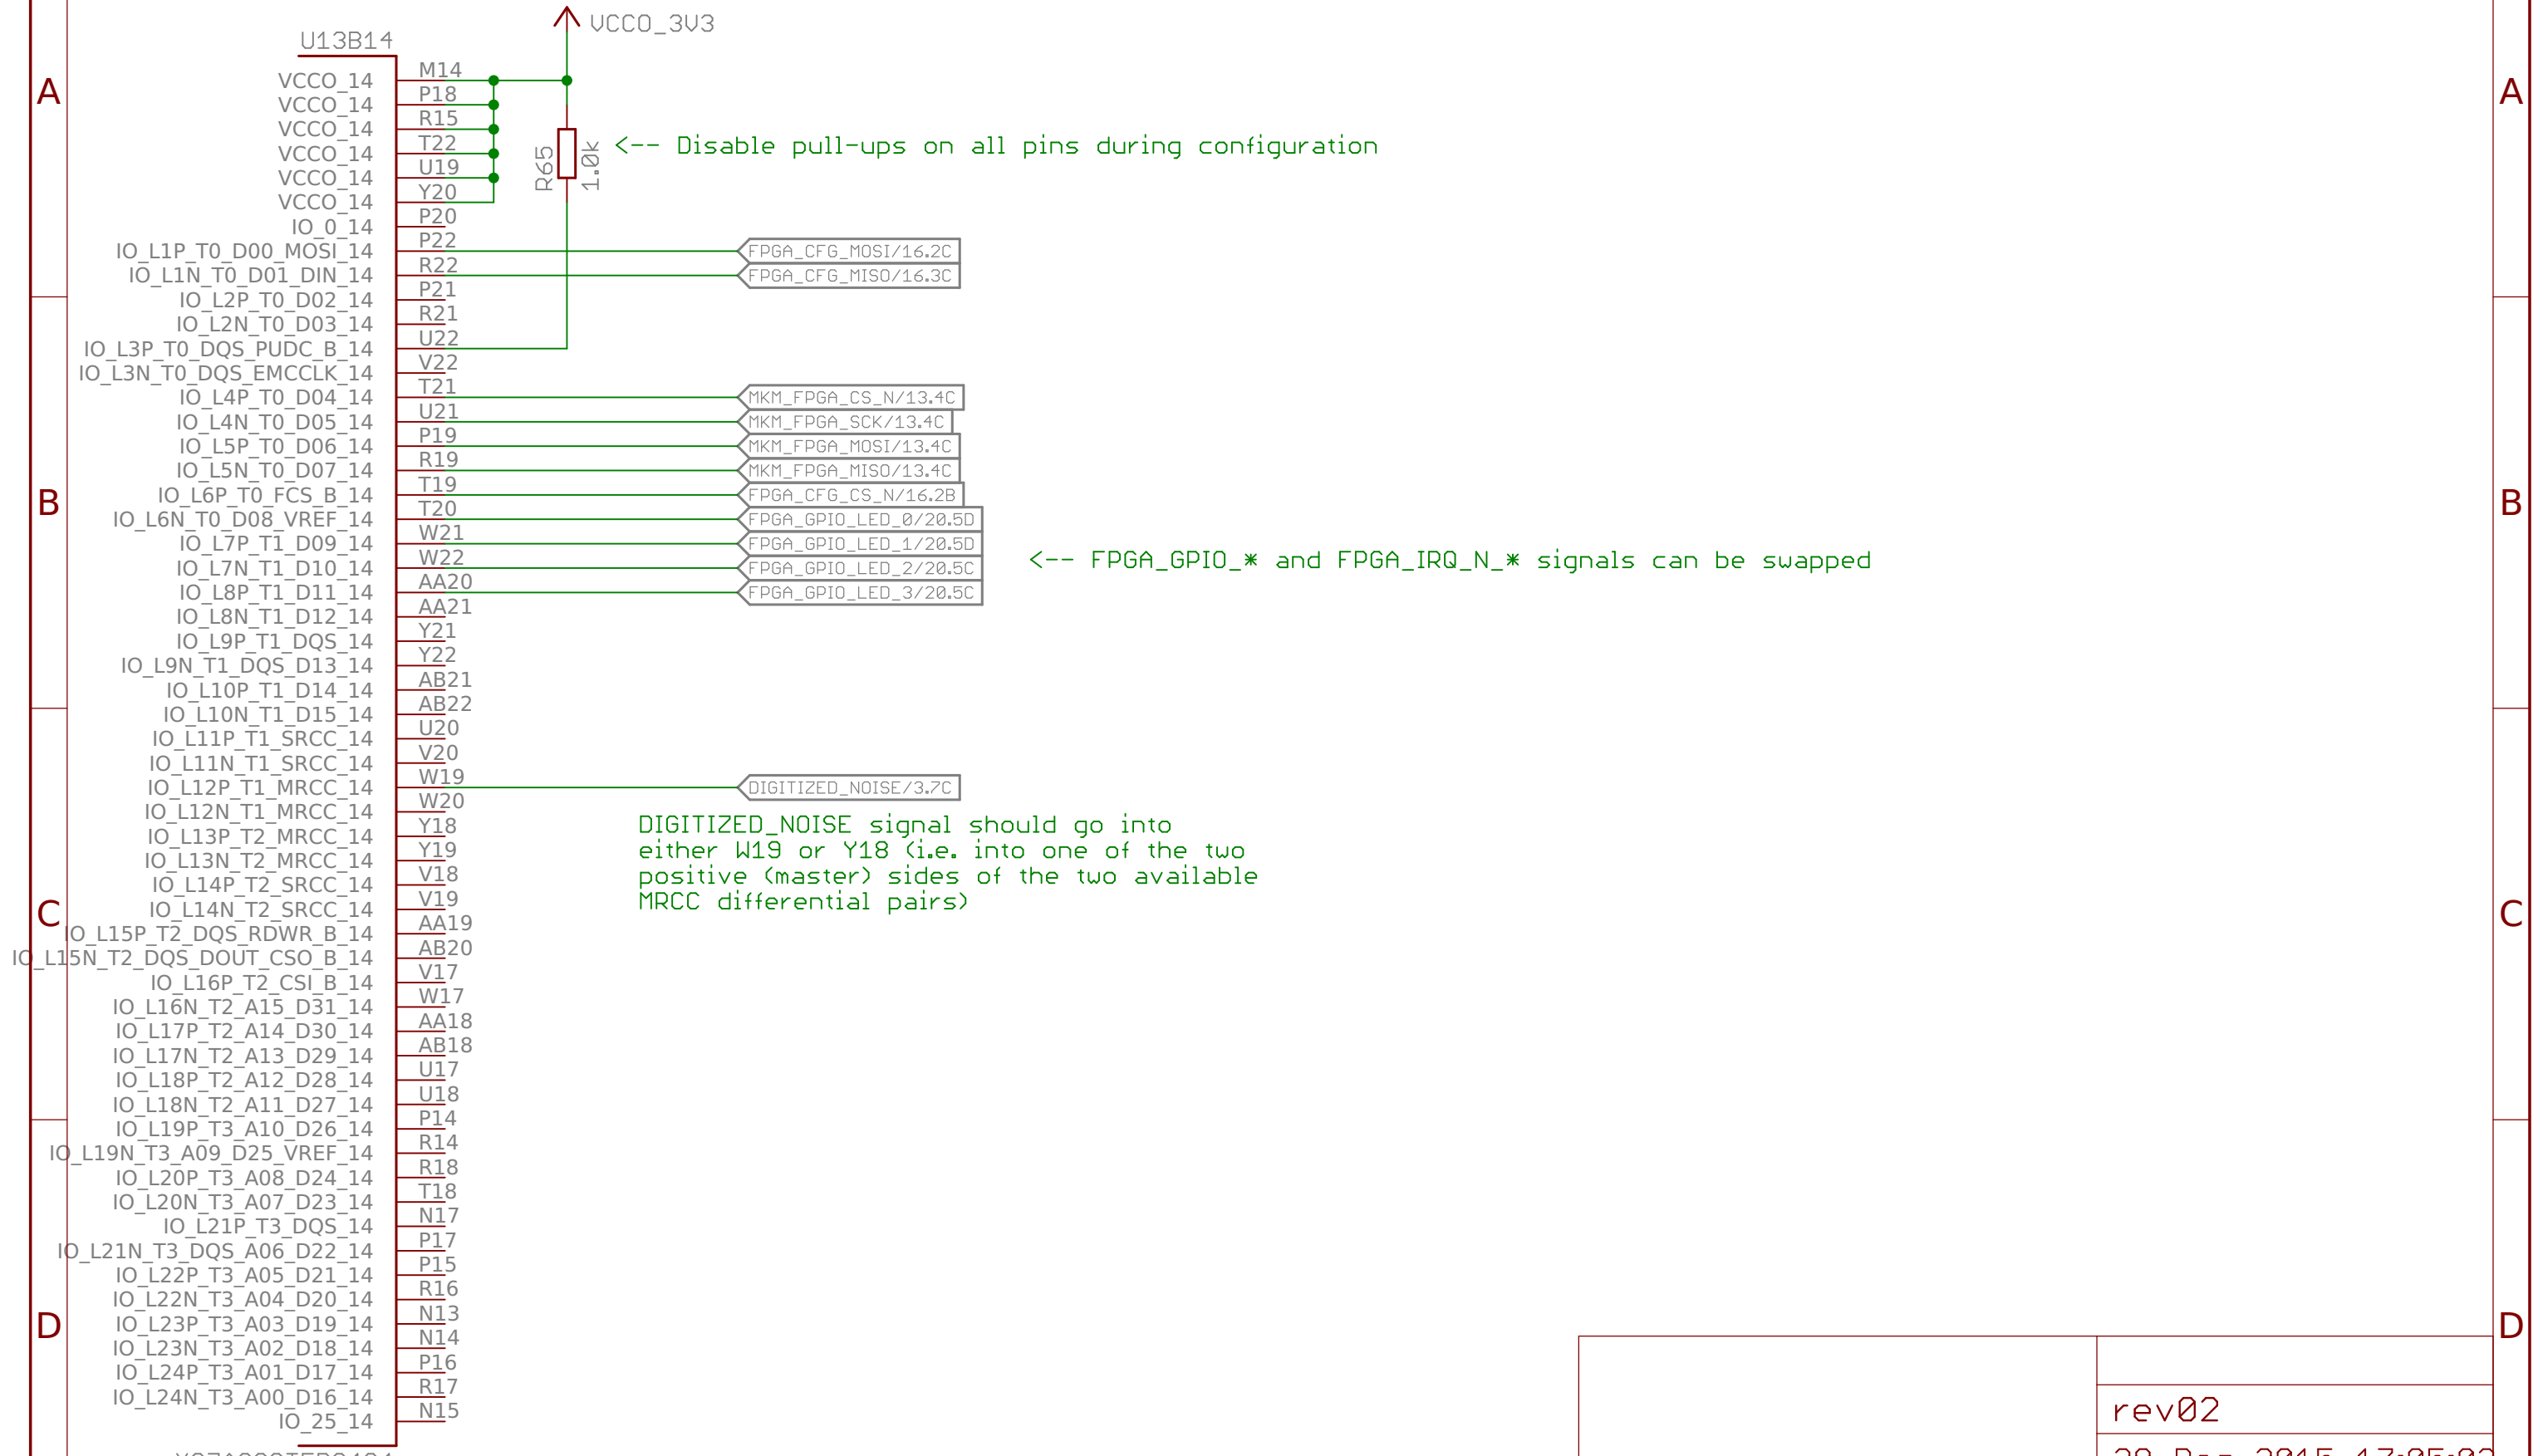 VCCO_3V3
U13B14
A
A
VCCO_14 M14
VCCO_14 P18
VCCO_14 R15
VCCO_14 T22
VCCO_14 U19
VCCO_14 Y20
R65
1.0k
<-- Disable pull-ups on all pins during configuration
IO_0_14 P20
IO_L1P_T0_D00_MOSI_14 P22 FPGA_CFG_MOSI/16.2C
IO_L1N_T0_D01_DIN_14 R22 FPGA_CFG_MISO/16.3C
IO_L2P_T0_D02_14 P21
IO_L2N_T0_D03_14 R21
IO_L3P_T0_DQS_PUDC_B_14 U22
IO_L3N_T0_DQS_EMCCLK_14 V22
IO_L4P_T0_D04_14 T21 MKM_FPGA_CS_N/13.4C
IO_L4N_T0_D05_14 U21 MKM_FPGA_SCK/13.4C
IO_L5P_T0_D06_14 P19 MKM_FPGA_MOSI/13.4C
IO_L5N_T0_D07_14 R19 MKM_FPGA_MISO/13.4C
B
B
IO_L6P_T0_FCS_B_14 T19 FPGA_CFG_CS_N/16.2B
IO_L6N_T0_D08_VREF_14 T20 FPGA_GPIO_LED_0/20.5D
IO_L7P_T1_D09_14 W21 FPGA_GPIO_LED_1/20.5D
<-- FPGA_GPIO_* and FPGA_IRQ_N_* signals can be swapped
IO_L7N_T1_D10_14 W22 FPGA_GPIO_LED_2/20.5C
IO_L8P_T1_D11_14 AA20 FPGA_GPIO_LED_3/20.5C
IO_L8N_T1_D12_14 AA21
IO_L9P_T1_DQS_14 Y21
IO_L9N_T1_DQS_D13_14 Y22
IO_L10P_T1_D14_14 AB21
IO_L10N_T1_D15_14 AB22
IO_L11P_T1_SRCC_14 U20
IO_L11N_T1_SRCC_14 V20
IO_L12P_T1_MRCC_14 W19 DIGITIZED_NOISE/3.7C
IO_L12N_T1_MRCC_14 W20
DIGITIZED_NOISE signal should go into
either W19 or Y18 (i.e. into one of the two
positive (master) sides of the two available
MRCC differential pairs)
IO_L13P_T2_MRCC_14 Y18
IO_L13N_T2_MRCC_14 Y19
IO_L14P_T2_SRCC_14 V18
IO_L14N_T2_SRCC_14 V19
C
C
IO_L15P_T2_DQS_RDWR_B_14 AA19
IO_L15N_T2_DQS_DOUT_CSO_B_14 AB20
IO_L16P_T2_CSI_B_14 V17
IO_L16N_T2_A15_D31_14 W17
IO_L17P_T2_A14_D30_14 AA18
IO_L17N_T2_A13_D29_14 AB18
IO_L18P_T2_A12_D28_14 U17
IO_L18N_T2_A11_D27_14 U18
IO_L19P_T3_A10_D26_14 P14
IO_L19N_T3_A09_D25_VREF_14 R14
IO_L20P_T3_A08_D24_14 R18
IO_L20N_T3_A07_D23_14 T18
IO_L21P_T3_DQS_14 N17
IO_L21N_T3_DQS_A06_D22_14 P17
IO_L22P_T3_A05_D21_14 P15
IO_L22N_T3_A04_D20_14 R16
IO_L23P_T3_A03_D19_14 N13
D
D
IO_L23N_T3_A02_D18_14 N14
IO_L24P_T3_A01_D17_14 P16
IO_L24N_T3_A00_D16_14 R17
IO_25_14 N15
rev02